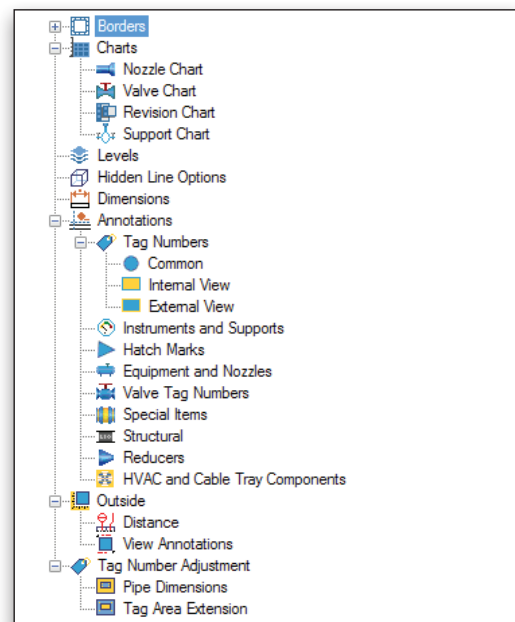 Borders
Charts
Nozzle Chart
Valve Chart
Revision Chart
Support Chart
Levels
Hidden Line Options
Dimensions
Annotations
Tag Numbers
Common
Internal View
External View
Instruments and Supports
Hatch Marks
Equipment and Nozzles
Valve Tag Numbers
Special Items
Structural
Reducers
HVAC and Cable Tray Components
Outside
Distance
View Annotations
Tag Number Adjustment
Pipe Dimensions
Tag Area Extension